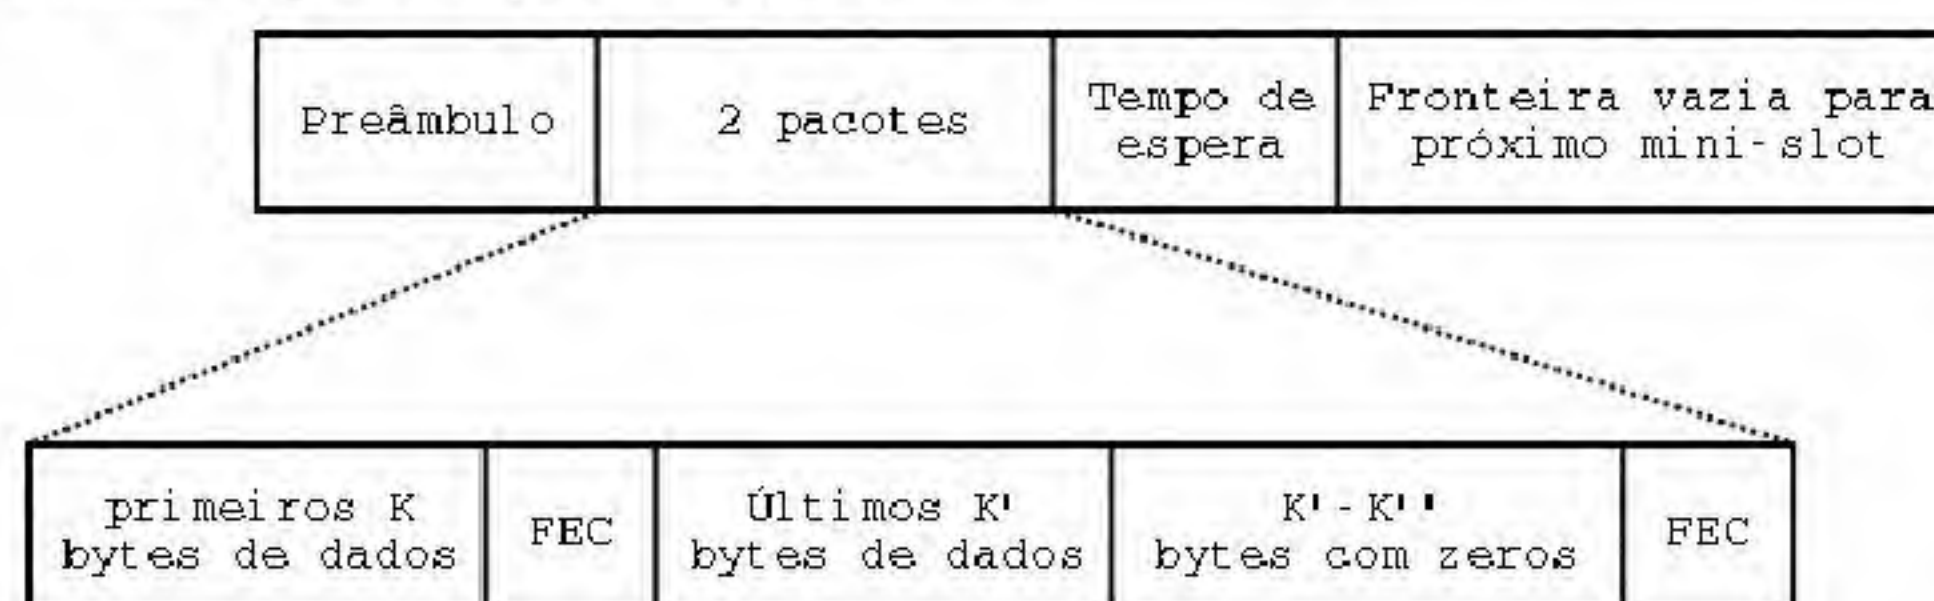 Preâmbulo
2 pacotes
Tempo de
espera
Fronteira vazia para
próximo mini-slot
primeiros K
bytes de dados
FEC
Últimos K'
bytes de dados
K'-K''
bytes com zeros
FEC